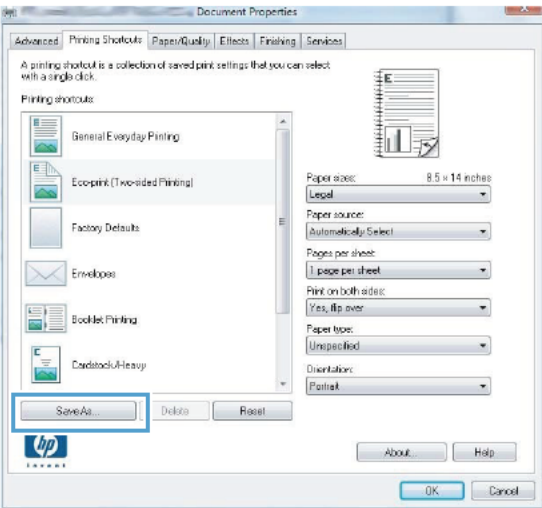 Document Properties
Advanced Printing Shortcuts Paper/Quality Effects Finishing Services
A printing shortcut is a collection of saved print settings that you can select
with a single click.
Printing shortcuts:
General Everyday Printing
Eco-print (Two-sided Printing)
Factory Defaults
Envelopes
Booklet Printing
Cardstock/Heavy
Save As... Delete Reset
E
Paper sizes: 8.5 × 14 inches
Legal
Paper source:
Automatically Select
Pages per sheet:
1 page per sheet
Print on both sides:
Yes, flip over
Paper type:
Unspecified
Orientation:
Portrait
hp
invent
About... Help
OK Cancel